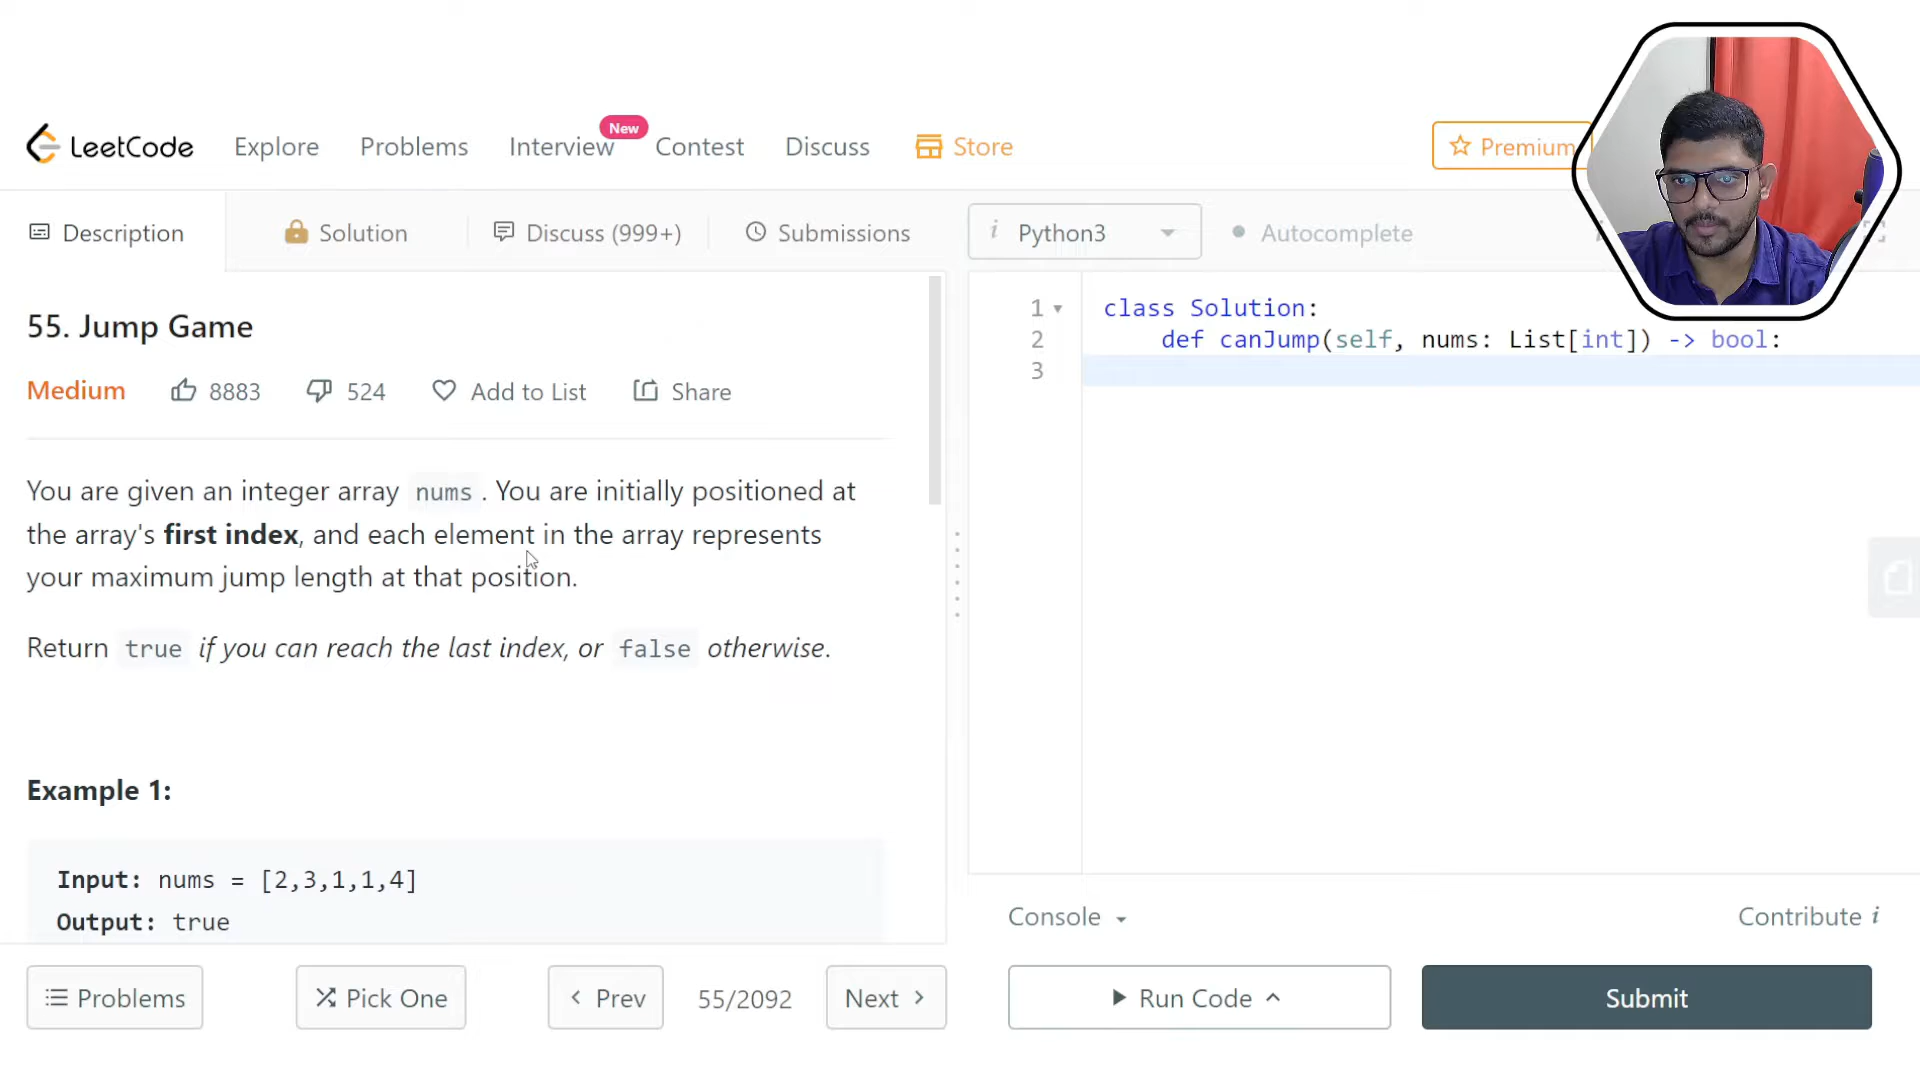 New
LeetCode Explore Problems Interview Contest Discuss Store Premium
Description Solution Discuss (999+) Submissions i Python3 Autocomplete
55. Jump Game
Medium 8883 524 Add to List Share
You are given an integer array nums . You are initially positioned at
the array's first index, and each element in the array represents
your maximum jump length at that position.
Return true if you can reach the last index, or false otherwise.
Example 1:
Input: nums = [2,3,1,1,4]
Output: true
Problems Pick One Prev 55/2092 Next
1 class Solution:
2 def canJump(self, nums: List[int]) -> bool:
3
Console Contribute i
Run Code Submit